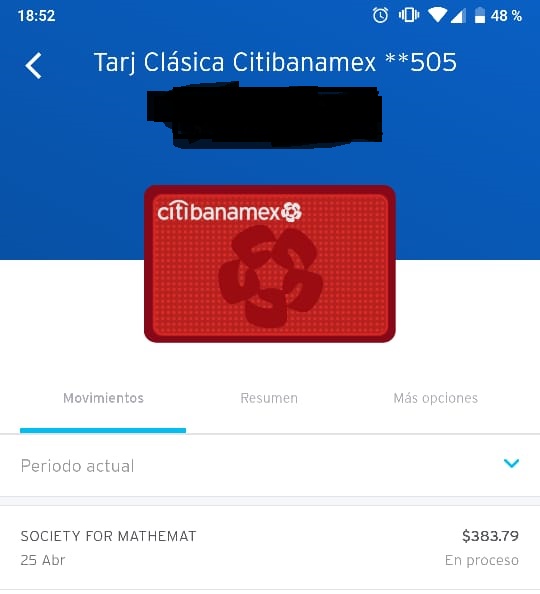 18:52
48 %
Tarj Clásica Citibanamex **505
citibanamex
Movimientos Resumen Más opciones
Periodo actual
SOCIETY FOR MATHEMAT $383.79
25 Abr En proceso